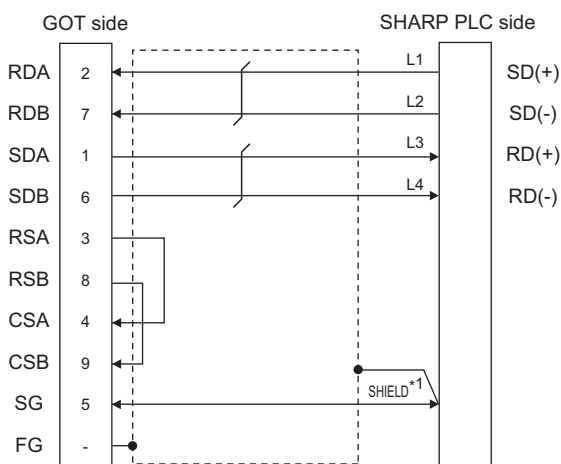 GOT side SHARP PLC side
RDA 2 L1 SD(+)
RDB 7 L2 SD(-)
SDA 1 L3 RD(+)
SDB 6 L4 RD(-)
RSA 3
RSB 8
CSA 4
CSB 9
SHIELD*1
SG 5
FG -